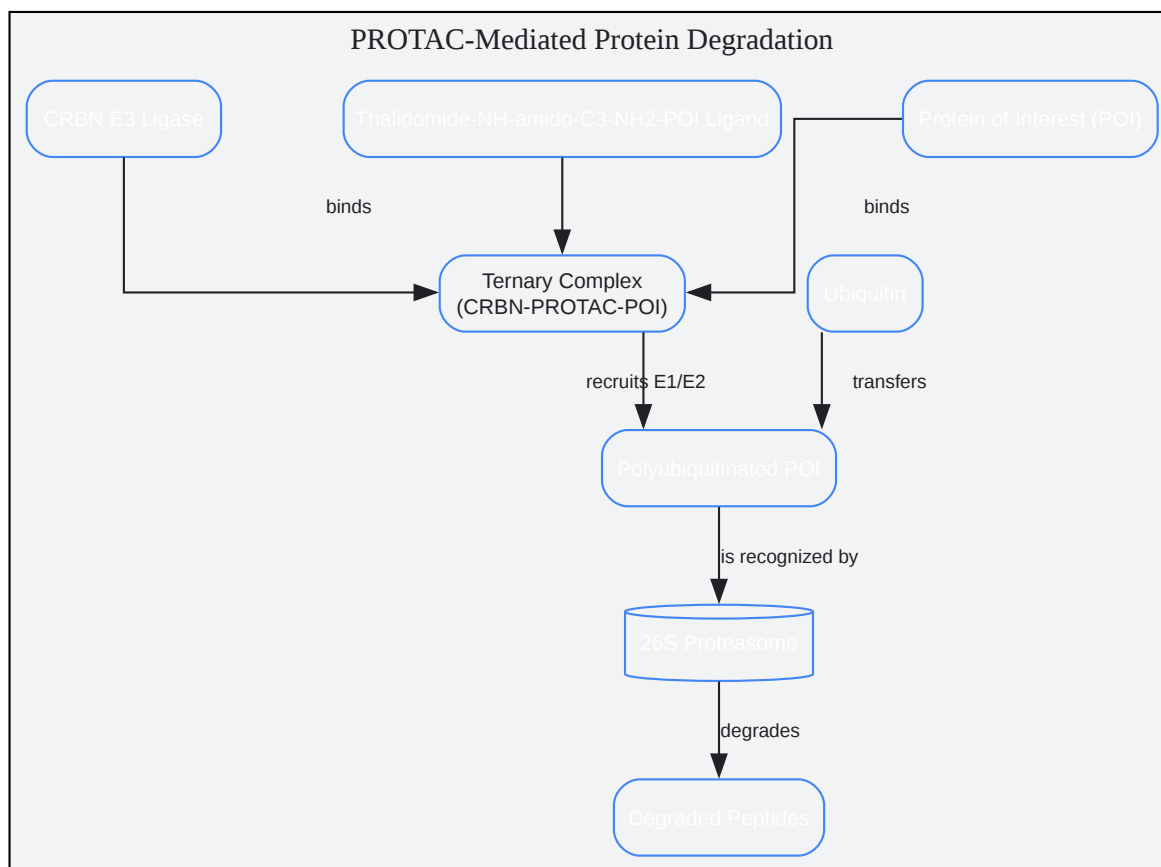 PROTAC-Mediated Protein Degradation
CRBN E3 Ligase
Thalidomide-NH-amido-C3-NH2-POI Ligand
Protein of Interest (POI)
binds
binds
Ternary Complex
(CRBN-PROTAC-POI)
Ubiquitin
recruits E1/E2
transfers
Polyubiquitinated POI
is recognized by
26S Proteasome
degrades
Degraded Peptides